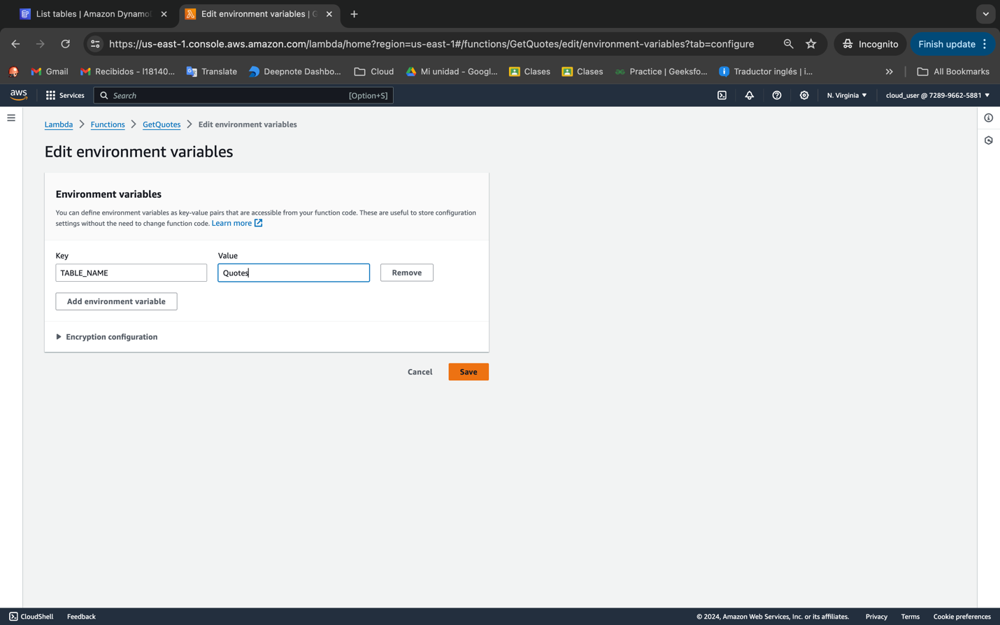 List tables | Amazon Dynamo
Edit environment variables | G
https://us-east-1.console.aws.amazon.com/lambda/home?region=us-east-1#/functions/GetQuotes/edit/environment-variables?tab=configure
Incognito
Finish update
Gmail
Recibidos - l18140...
Translate
Deepnote Dashbo...
Cloud
Mi unidad - Googl...
Clases
Clases
Practice | Geeksfo...
Traductor inglés | i...
All Bookmarks
aws
Services
Search
[Option+S]
N. Virginia
cloud_user @ 7289-9662-5881
Lambda
Functions
GetQuotes
Edit environment variables
Edit environment variables
Environment variables
You can define environment variables as key-value pairs that are accessible from your function code. These are useful to store configuration
settings without the need to change function code. Learn more
Key
Value
TABLE_NAME
Quotes
Remove
Add environment variable
Encryption configuration
Cancel
Save
CloudShell
Feedback
© 2024, Amazon Web Services, Inc. or its affiliates.
Privacy
Terms
Cookie preferences